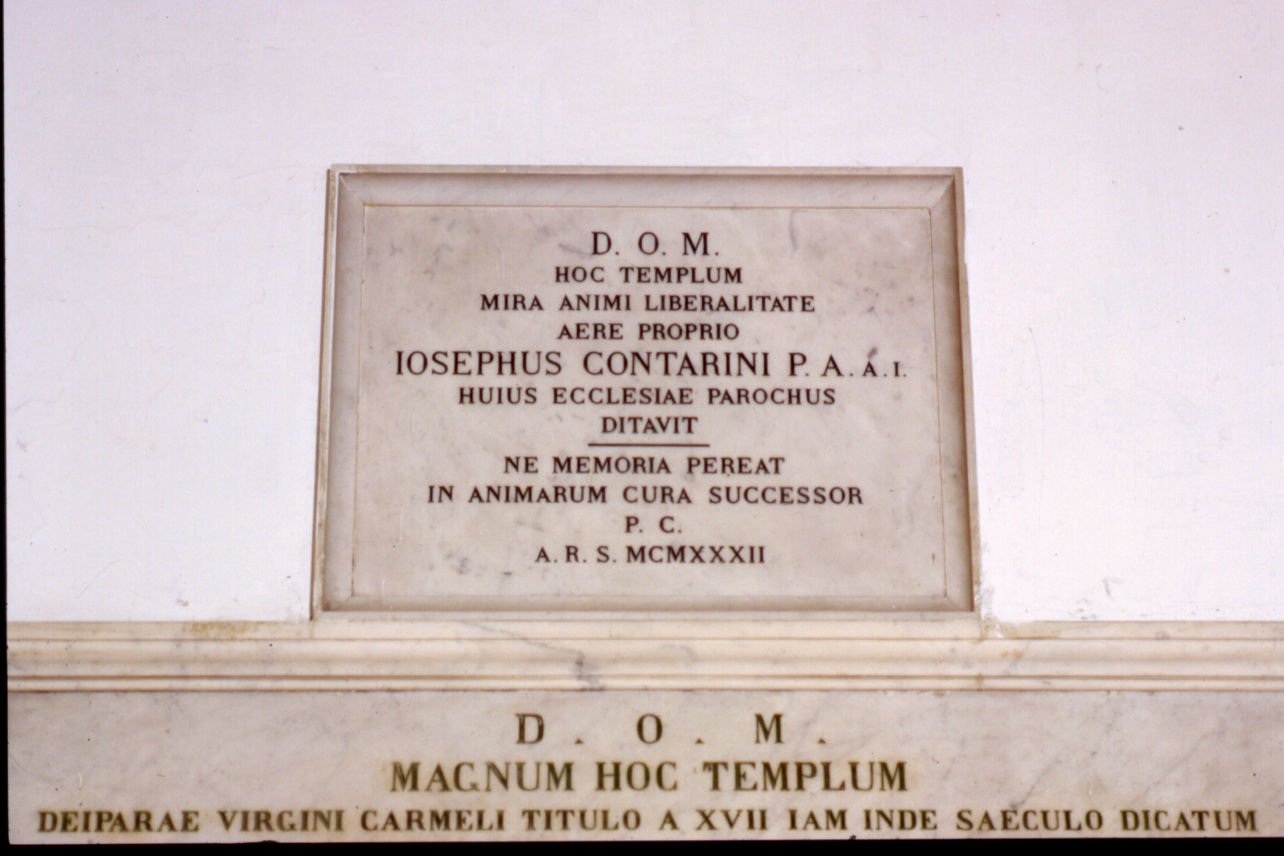 D. O. M.
HOC TEMPLUM
MIRA ANIMI LIBERALITATE
AERE PROPRIO
IOSEPHUS CONTARINI P. A. A. I.
HUIUS ECCLESIAE PAROCHUS
DITAVIT
NE MEMORIA PEREAT
IN ANIMARUM CURA SUCCESSOR
P. C.
A. R. S. MCMXXXII
D . O . M .
MAGNUM HOC TEMPLUM
DEIPARAE VIRGINI CARMELI TITULO A XVII IAM INDE SAECULO DICATUM